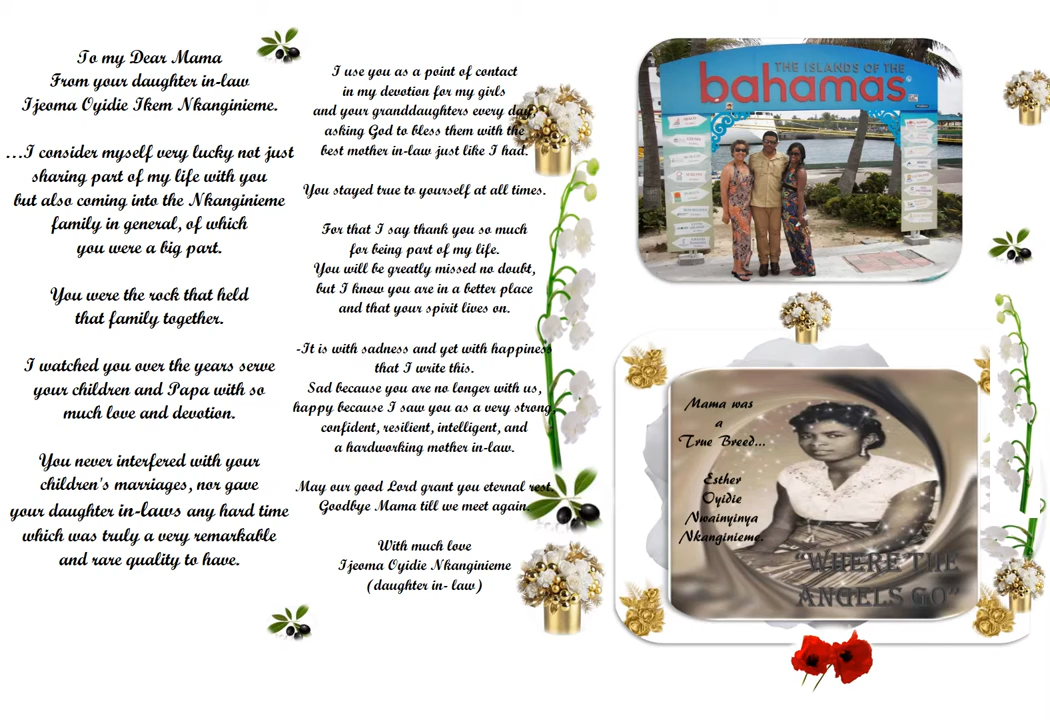 To my Dear Mama
From your daughter in-law
Ijeoma Oyidie Ikem Nkanginieme.
...I consider myself very lucky not just
sharing part of my life with you
but also coming into the Nkanginieme
family in general, of which
you were a big part.
You were the rock that held
that family together.
I watched you over the years serve
your children and Papa with so
much love and devotion.
You never interfered with your
children's marriages, nor gave
your daughter in-laws any hard time
which was truly a very remarkable
and rare quality to have.
I use you as a point of contact
in my devotion for my girls
and your granddaughters every day
asking God to bless them with the
best mother in-law just like I had.
You stayed true to yourself at all times.
For that I say thank you so much
for being part of my life.
You will be greatly missed no doubt,
but I know you are in a better place
and that your spirit lives on.
-It is with sadness and yet with happiness
that I write this.
Sad because you are no longer with us,
happy because I saw you as a very strong,
confident, resilient, intelligent, and
a hardworking mother in-law.
May our good Lord grant you eternal rest.
Goodbye Mama till we meet again.
With much love
Ijeoma Oyidie Nkanginieme
(daughter in- law)
THE ISLANDS OF THE
bahamas
Mama was
a
True Breed...
Esther
Oyidie
Nwainyinya
Nkanginieme.
"WHERE THE
ANGELS GO"